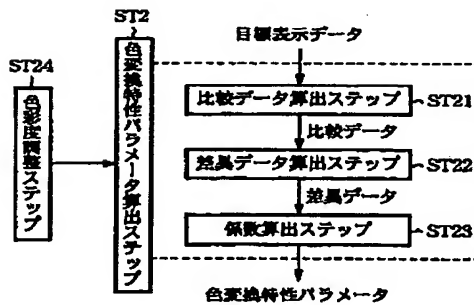 ST24
色彩度調整ステップ
ST2
色変換特性パラメータ算出ステップ
目標表示データ
比較データ算出ステップ
ST21
比較データ
差異データ算出ステップ
ST22
差異データ
係数算出ステップ
ST23
色変換特性パラメータ